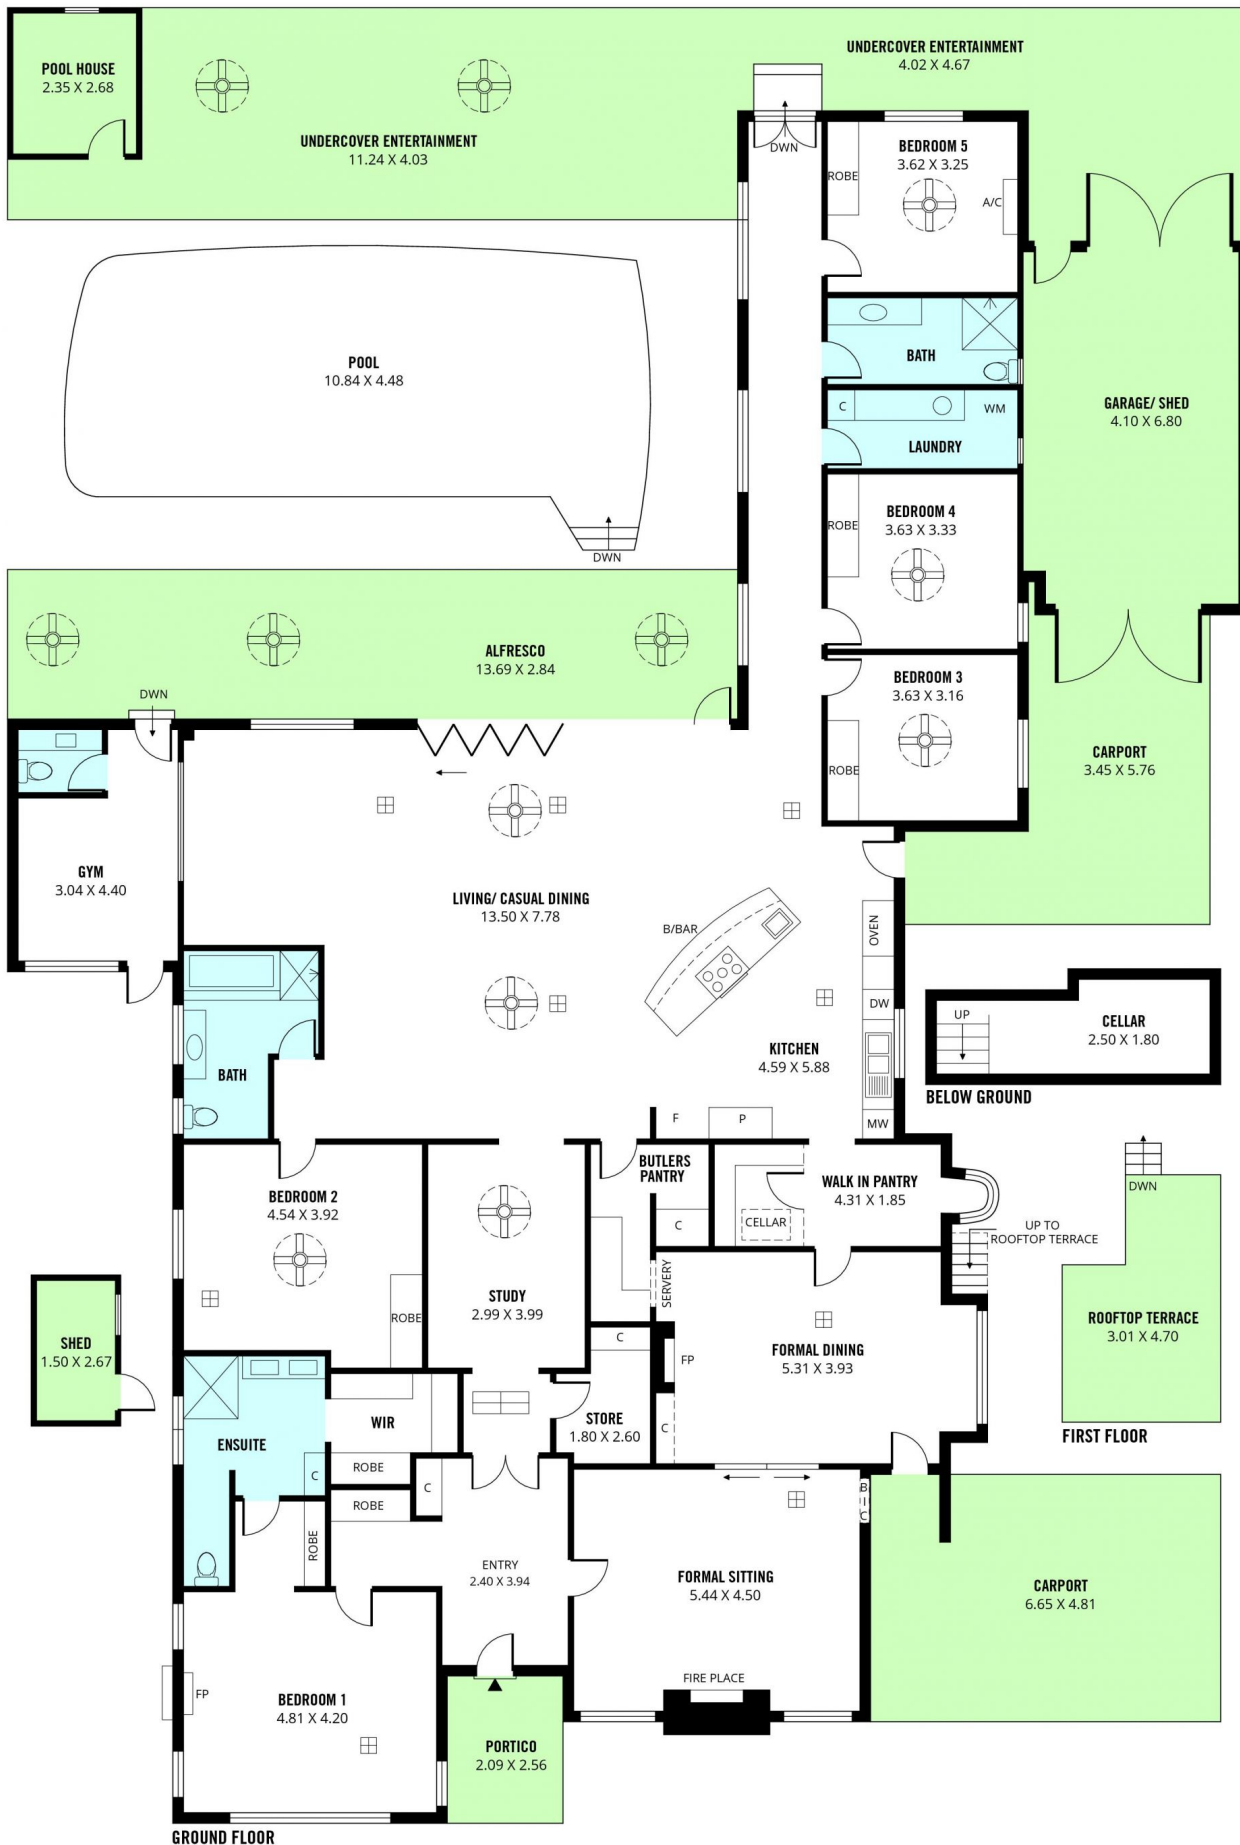 POOL HOUSE
2.35 X 2.68
UNDERCOVER ENTERTAINMENT
4.02 X 4.67
UNDERCOVER ENTERTAINMENT
11.24 X 4.03
DWN
ROBE
BEDROOM 5
3.62 X 3.25
A/C
POOL
10.84 X 4.48
BATH
C
WM
LAUNDRY
GARAGE/ SHED
4.10 X 6.80
ROBE
BEDROOM 4
3.63 X 3.33
DWN
ALFRESCO
13.69 X 2.84
BEDROOM 3
3.63 X 3.16
ROBE
DWN
CARPORT
3.45 X 5.76
GYM
3.04 X 4.40
LIVING/ CASUAL DINING
13.50 X 7.78
B/BAR
OVEN
DW
KITCHEN
4.59 X 5.88
MW
F
P
UP
CELLAR
2.50 X 1.80
BELOW GROUND
BATH
BEDROOM 2
4.54 X 3.92
ROBE
BUTLERS
PANTRY
C
WALK IN PANTRY
4.31 X 1.85
CELLAR
UP TO
ROOFTOP TERRACE
DWN
ROOFTOP TERRACE
3.01 X 4.70
FIRST FLOOR
SHED
1.50 X 2.67
STUDY
2.99 X 3.99
SERVERY
C
FP
FORMAL DINING
5.31 X 3.93
C
STORE
1.80 X 2.60
ENSUITE
C
WIR
ROBE
ROBE
C
ROBE
ENTRY
2.40 X 3.94
B
I
C
FORMAL SITTING
5.44 X 4.50
CARPORT
6.65 X 4.81
FIRE PLACE
FP
BEDROOM 1
4.81 X 4.20
PORTICO
2.09 X 2.56
GROUND FLOOR